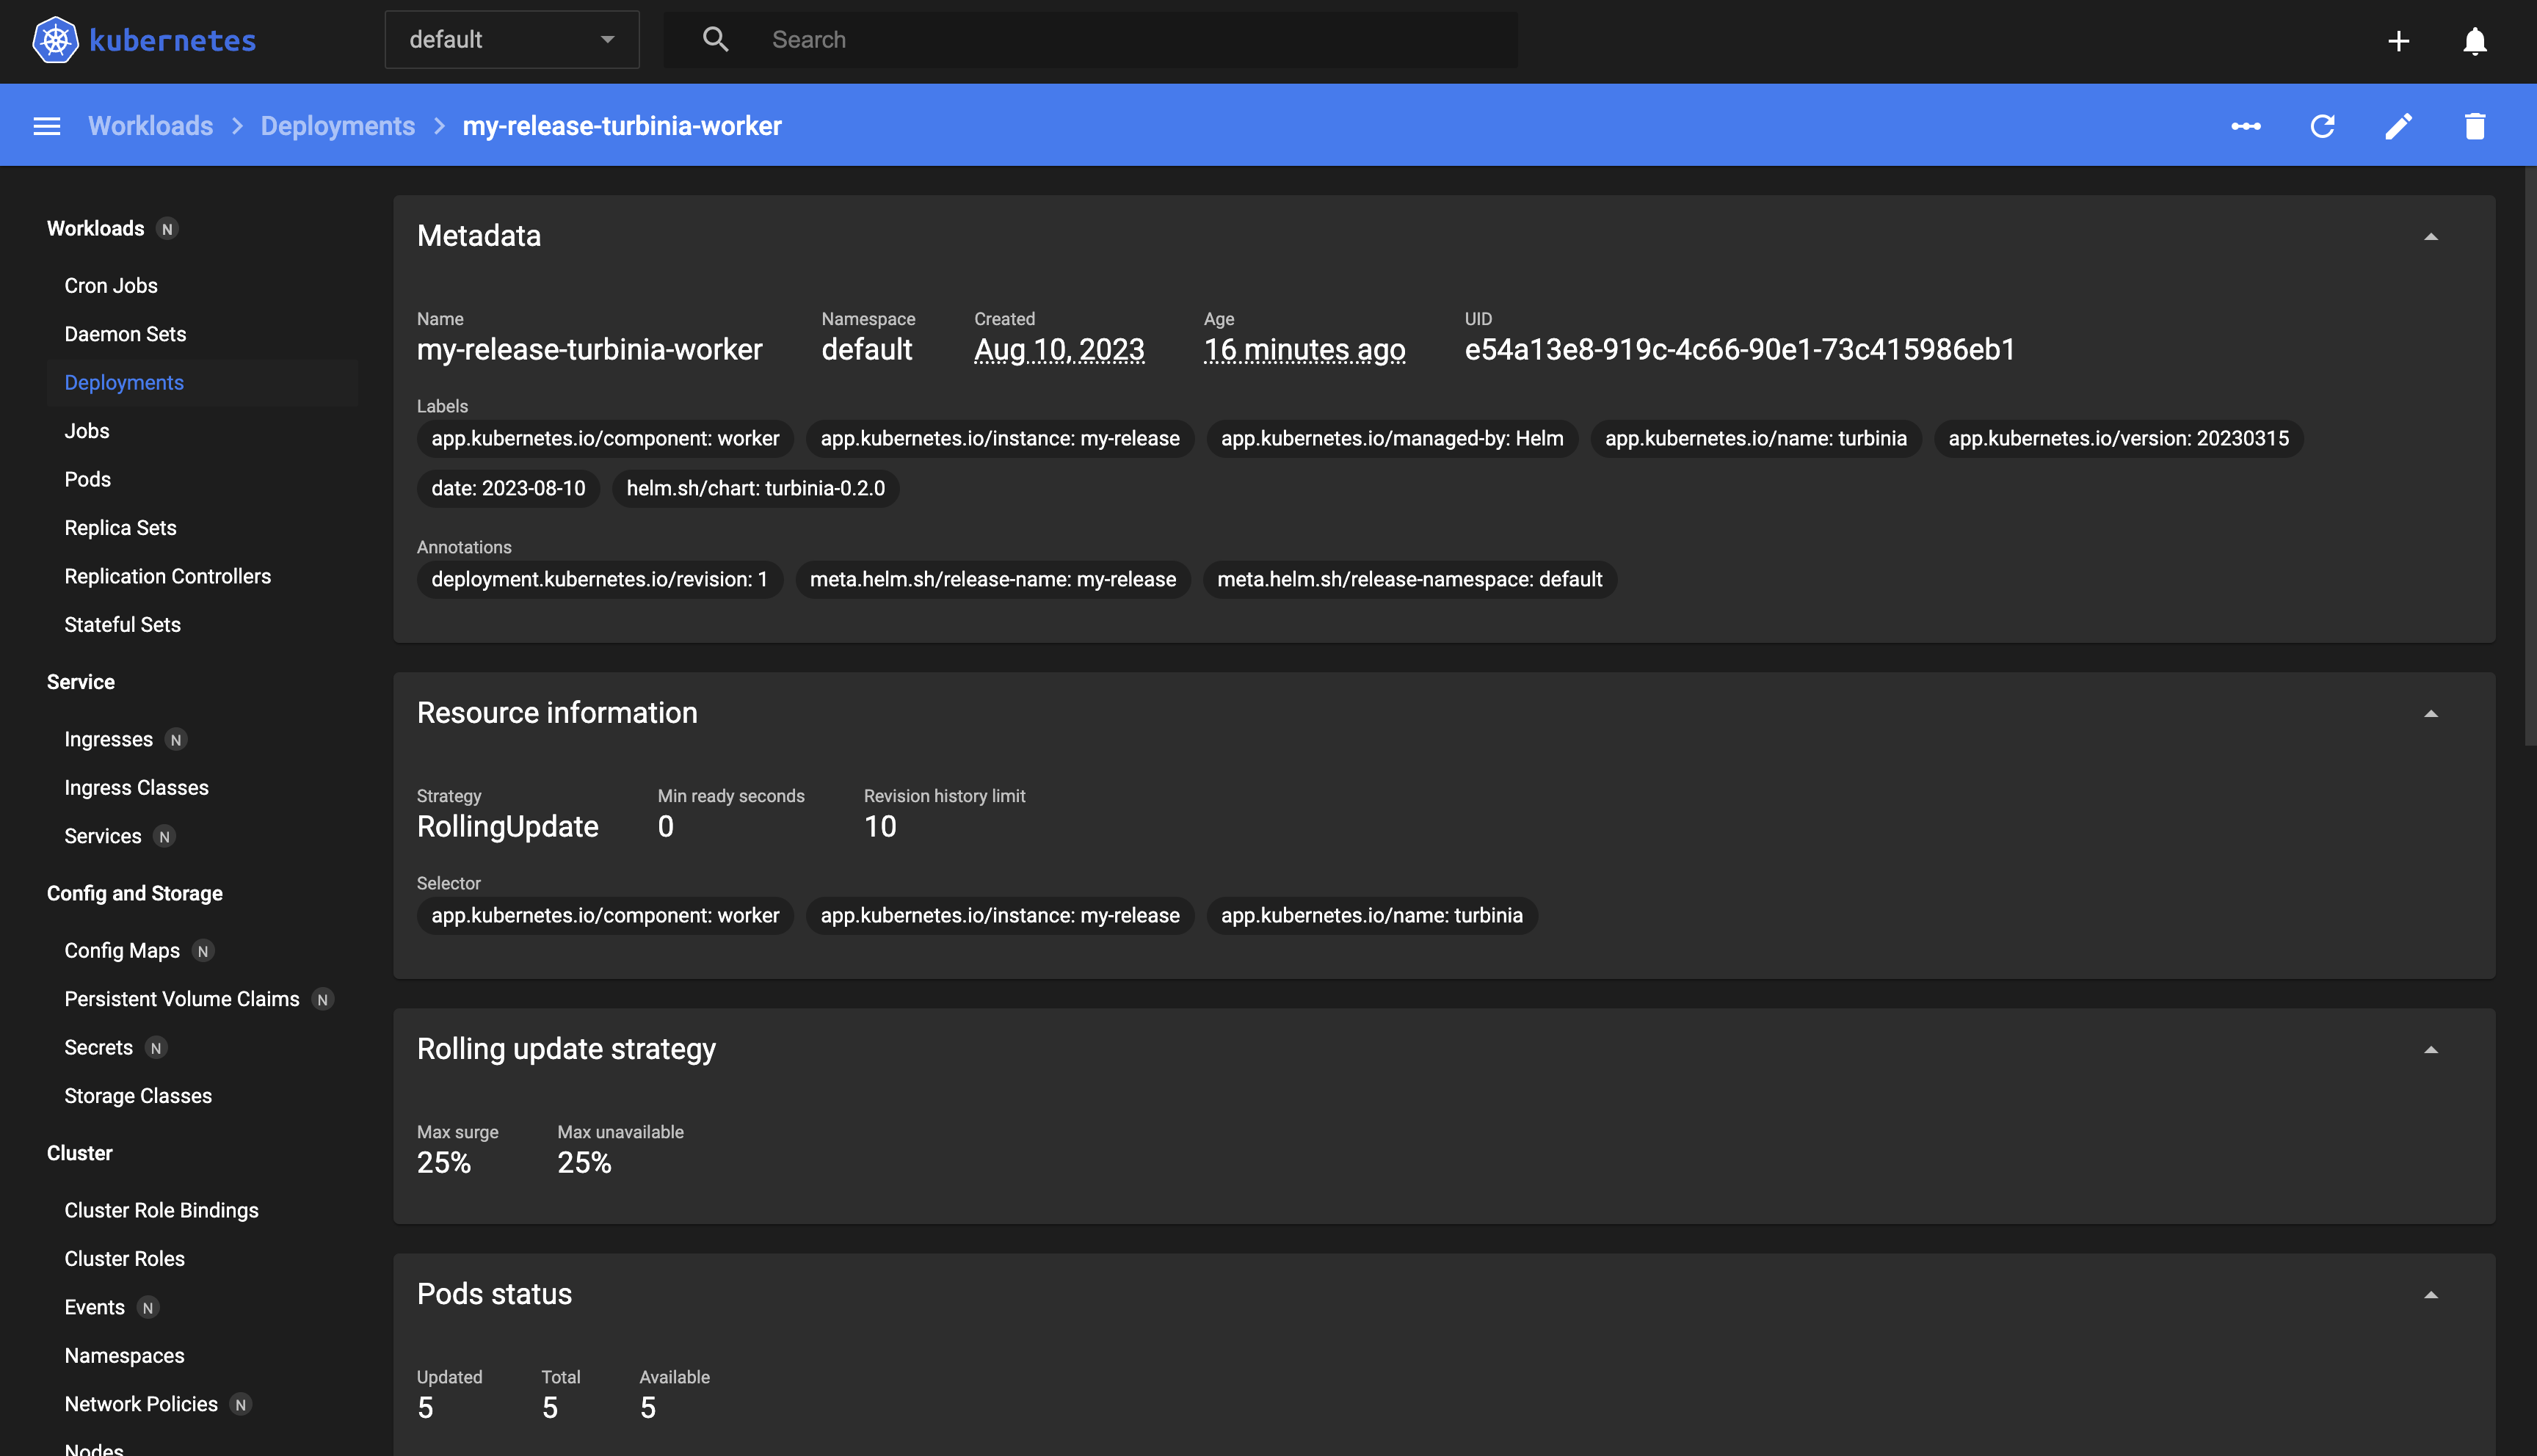 kubernetes
default
Search
Workloads
Deployments
my-release-turbinia-worker
Workloads N
Cron Jobs
Daemon Sets
Deployments
Jobs
Pods
Replica Sets
Replication Controllers
Stateful Sets
Service
Ingresses N
Ingress Classes
Services N
Config and Storage
Config Maps N
Persistent Volume Claims N
Secrets N
Storage Classes
Cluster
Cluster Role Bindings
Cluster Roles
Events N
Namespaces
Network Policies N
Nodes
Metadata
Name Namespace Created Age UID
my-release-turbinia-worker default Aug 10, 2023 16 minutes ago e54a13e8-919c-4c66-90e1-73c415986eb1
Labels
app.kubernetes.io/component: worker app.kubernetes.io/instance: my-release app.kubernetes.io/managed-by: Helm app.kubernetes.io/name: turbinia app.kubernetes.io/version: 20230315
date: 2023-08-10 helm.sh/chart: turbinia-0.2.0
Annotations
deployment.kubernetes.io/revision: 1 meta.helm.sh/release-name: my-release meta.helm.sh/release-namespace: default
Resource information
Strategy Min ready seconds Revision history limit
RollingUpdate 0 10
Selector
app.kubernetes.io/component: worker app.kubernetes.io/instance: my-release app.kubernetes.io/name: turbinia
Rolling update strategy
Max surge Max unavailable
25% 25%
Pods status
Updated Total Available
5 5 5